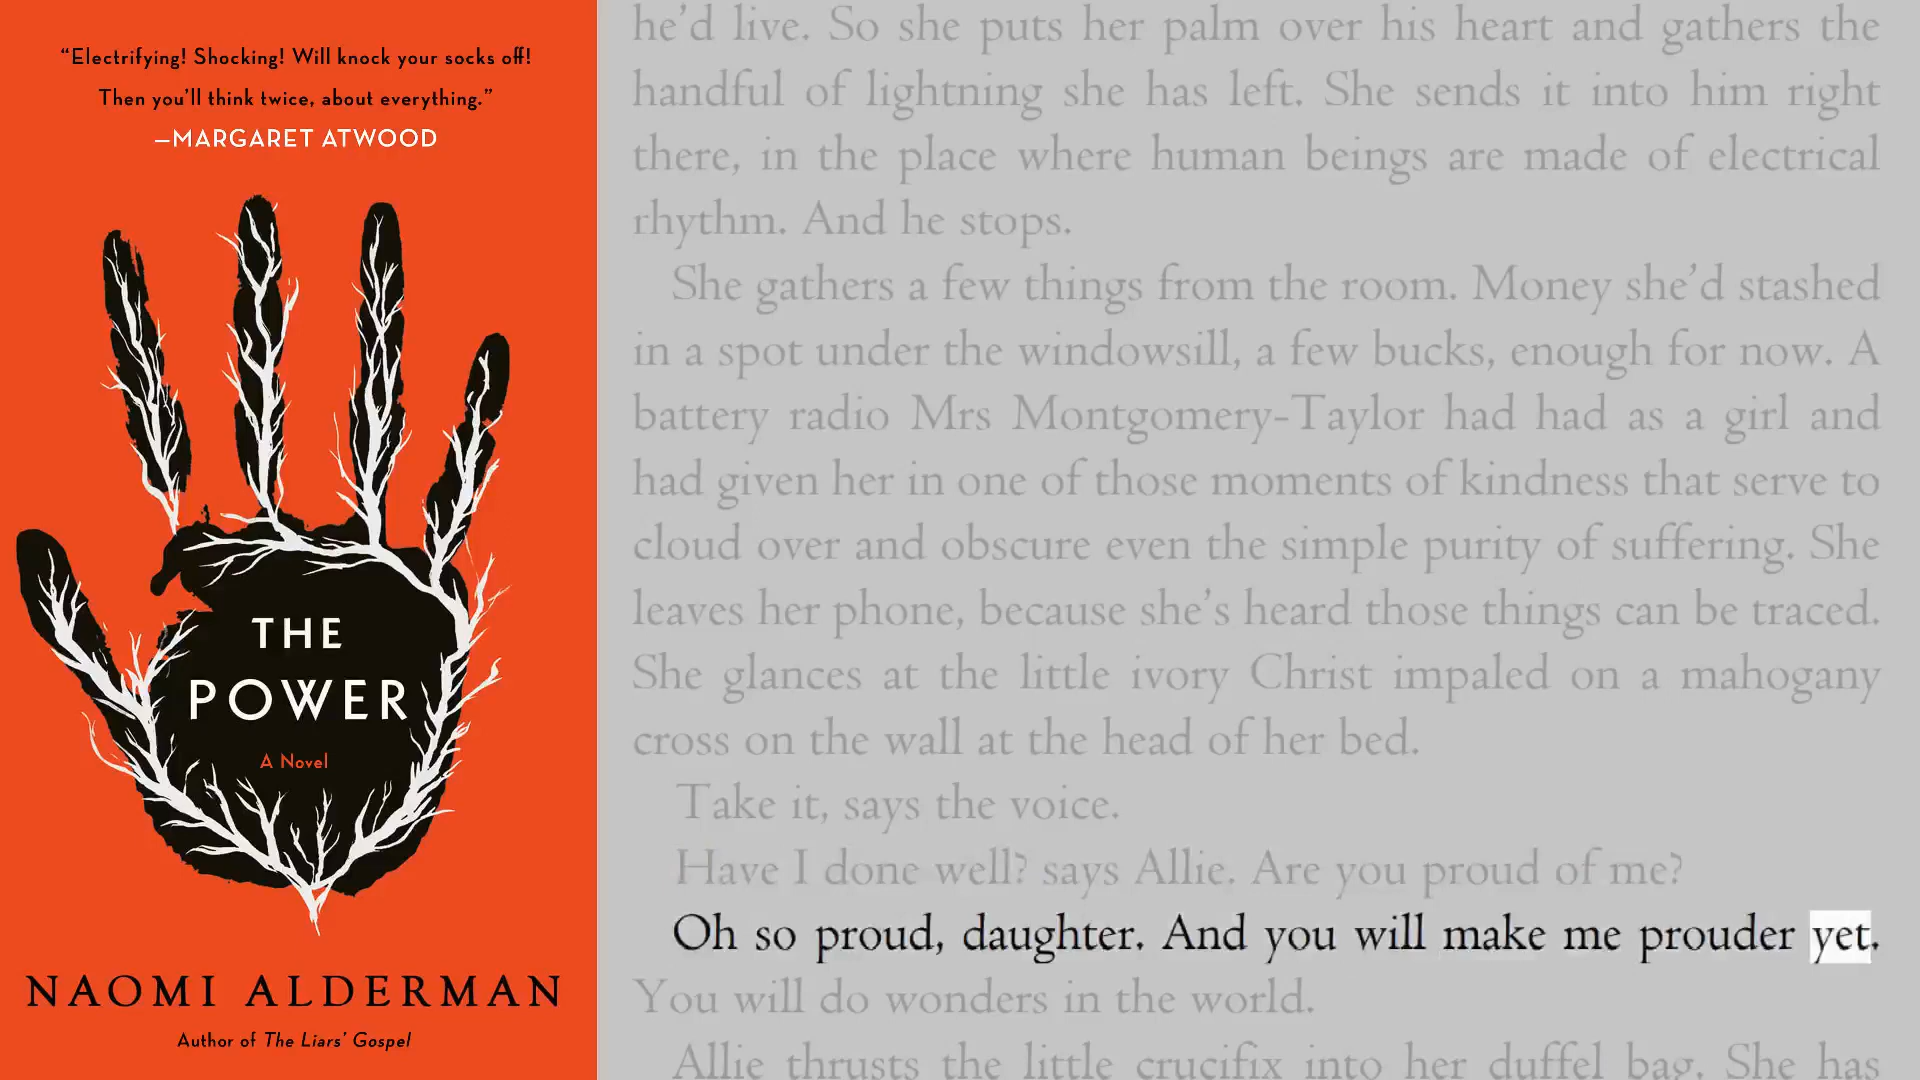 “Electrifying! Shocking! Will knock your socks off!
Then you’ll think twice, about everything.”
—MARGARET ATWOOD
THE
POWER
A Novel
NAOMI ALDERMAN
Author of The Liars’ Gospel
he’d live. So she puts her palm over his heart and gathers the
handful of lightning she has left. She sends it into him right
there, in the place where human beings are made of electrical
rhythm. And he stops.
She gathers a few things from the room. Money she’d stashed
in a spot under the windowsill, a few bucks, enough for now. A
battery radio Mrs Montgomery-Taylor had had as a girl and
had given her in one of those moments of kindness that serve to
cloud over and obscure even the simple purity of suffering. She
leaves her phone, because she’s heard those things can be traced.
She glances at the little ivory Christ impaled on a mahogany
cross on the wall at the head of her bed.
Take it, says the voice.
Have I done well? says Allie. Are you proud of me?
Oh so proud, daughter. And you will make me prouder yet.
You will do wonders in the world.
Allie thrusts the little crucifix into her duffel bag. She has